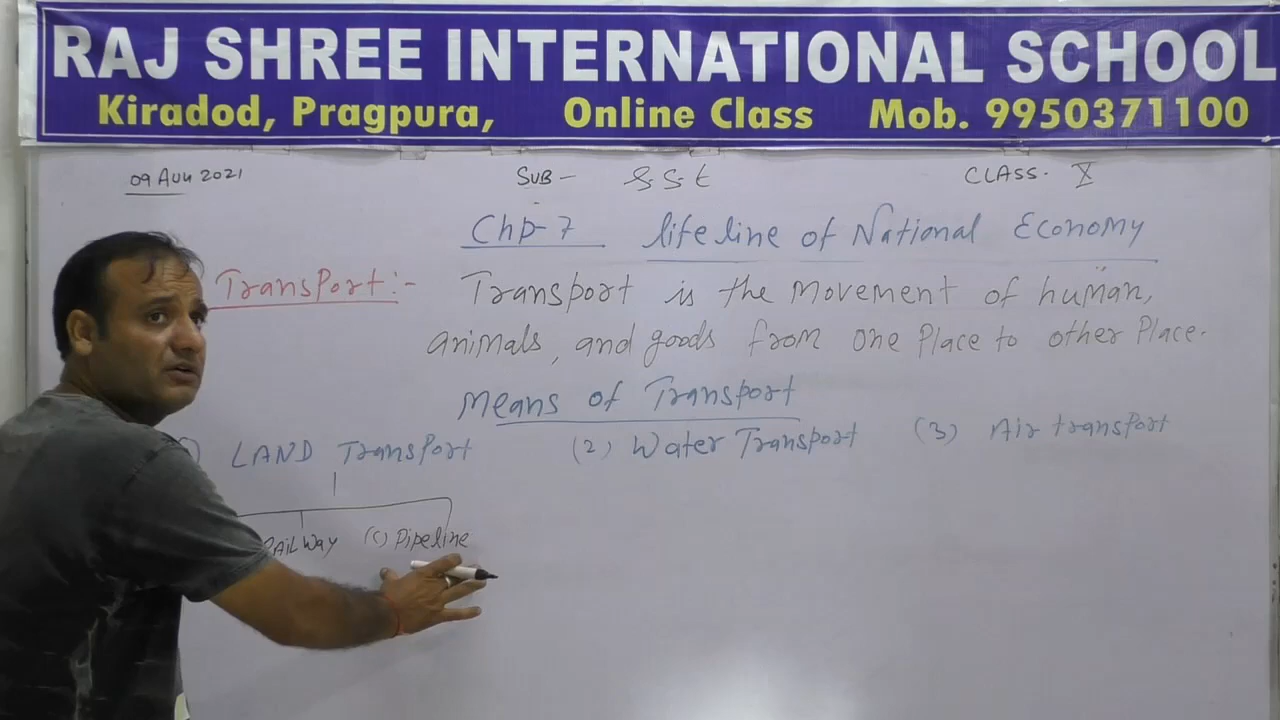 RAJ SHREE INTERNATIONAL SCHOOL
Kiradod, Pragpura, Online Class Mob. 9950371100
09 AUG 2021 SUB- S.S.t CLASS. X
Chp-7 lifeline of National Economy
Transport:- Transport is the movement of human,
animals, and goods from one Place to other Place.
Means of Transport
LAND Transport (2) Water Transport (3) Air transport
RAILWay (C) Pipeline